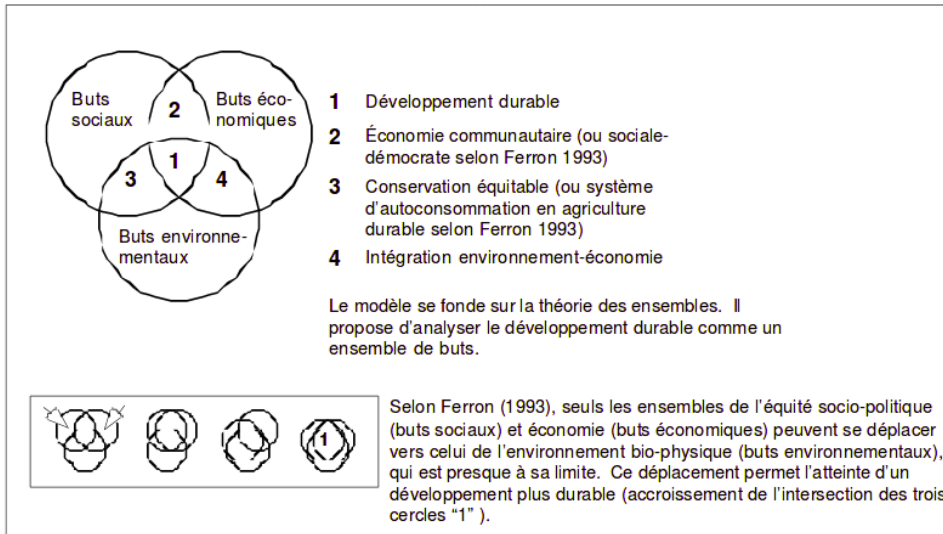 Buts
sociaux
2
Buts éco-
nomiques
1
3
4
Buts environne-
mentaux
1 Développement durable
2 Économie communautaire (ou sociale-
démocrate selon Ferron 1993)
3 Conservation équitable (ou système
d'autoconsommation en agriculture
durable selon Ferron 1993)
4 Intégration environnement-économie
Le modèle se fonde sur la théorie des ensembles. Il
propose d'analyser le développement durable comme un
ensemble de buts.
1
Selon Ferron (1993), seuls les ensembles de l'équité socio-politique
(buts sociaux) et économie (buts économiques) peuvent se déplacer
vers celui de l'environnement bio-physique (buts environnementaux),
qui est presque à sa limite. Ce déplacement permet l'atteinte d'un
développement plus durable (accroissement de l'intersection des trois
cercles “1” ).